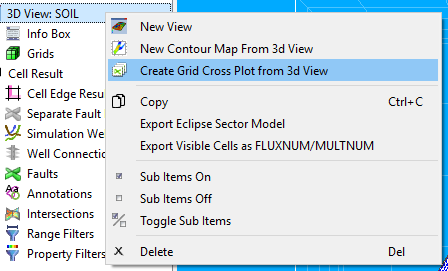 3D View: SOIL
Info Box
Grids
Cell Result
Cell Edge Resul
Separate Fault
Simulation We
Well Connection
Faults
Annotations
Intersections
Range Filters
Property Filters
New View
New Contour Map From 3d View
Create Grid Cross Plot from 3d View
Copy Ctrl+C
Export Eclipse Sector Model
Export Visible Cells as FLUXNUM/MULTNUM
Sub Items On
Sub Items Off
Toggle Sub Items
Delete Del